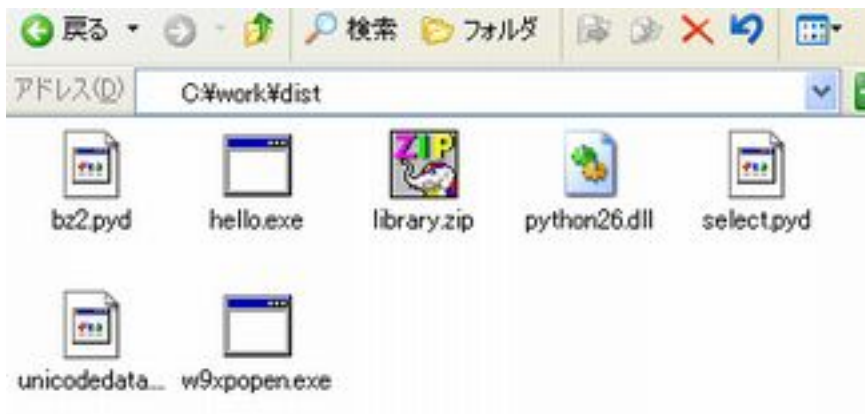 戻る 検索 フォルダ
アドレス(D) C:¥work¥dist
ZIP
bz2.pyd hello.exe library.zip python26.dll select.pyd
unicodedata... w9xpopen.exe